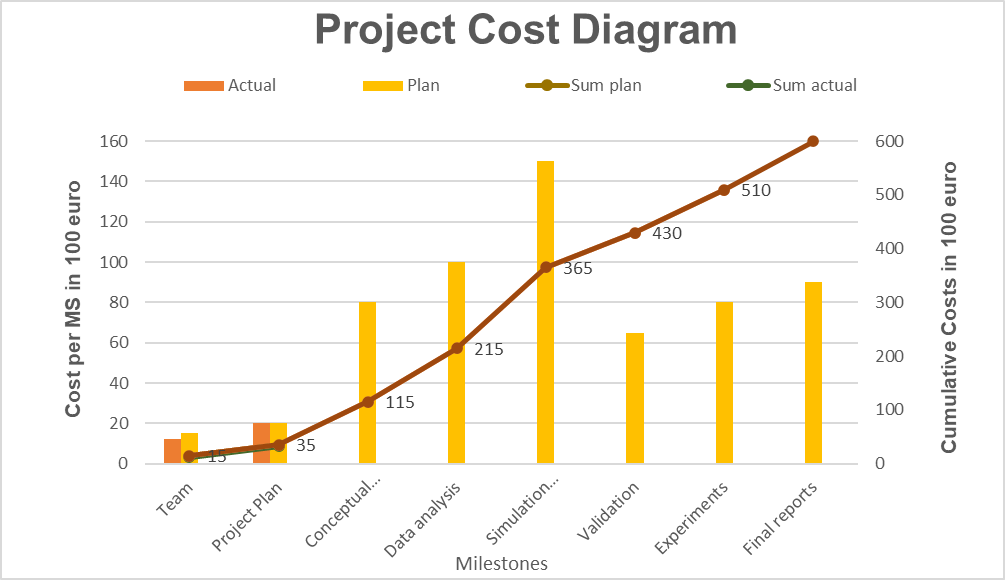 Project Cost Diagram
Actual Plan Sum plan Sum actual
Cost per MS in 100 euro
160
140
120
100
80
60
40
20
0
600
500
400
300
200
100
0
Cumulative Costs in 100 euro
15
35
115
215
365
430
510
Team
Project Plan
Conceptual...
Data analysis
Simulation...
Validation
Experiments
Final reports
Milestones